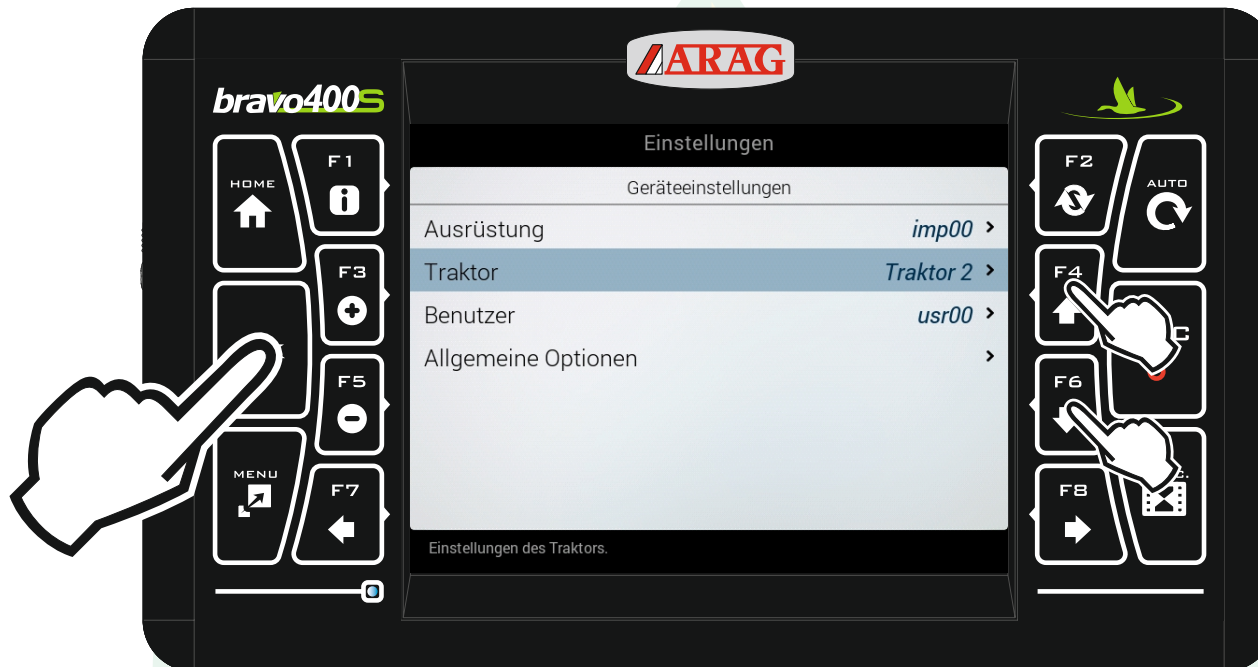 ARAG
bravo400S
Einstellungen
Geräteeinstellungen
Ausrüstung imp00
Traktor Traktor 2
Benutzer usr00
Allgemeine Optionen
Einstellungen des Traktors.
HOME
F1
F3
F5
MENU
F7
F2
AUTO
F4
F6
F8